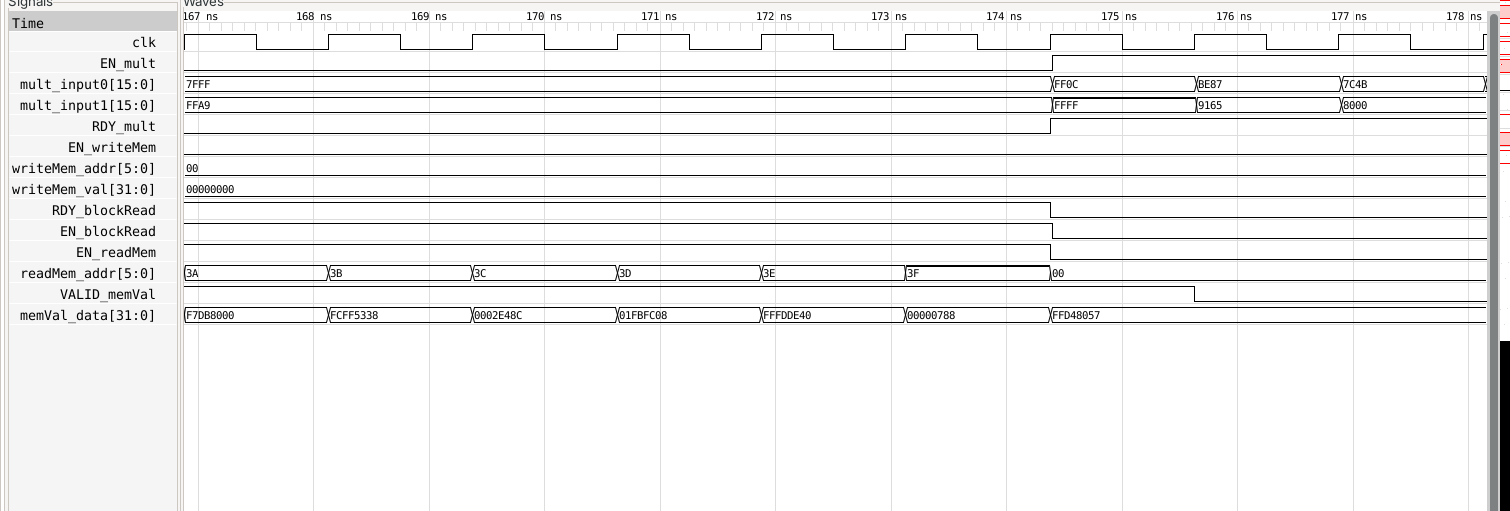 Signals
Waves
Time
167 ns 168 ns 169 ns 170 ns 171 ns 172 ns 173 ns 174 ns 175 ns 176 ns 177 ns 178 ns
clk
EN_mult
mult_input0[15:0] 7FFF FF0C BE87 7C4B
mult_input1[15:0] FFA9 FFFF 9165 8000
RDY_mult
EN_writeMem
writeMem_addr[5:0] 00
writeMem_val[31:0] 00000000
RDY_blockRead
EN_blockRead
EN_readMem
readMem_addr[5:0] 3A 3B 3C 3D 3E 3F 00
VALID_memVal
memVal_data[31:0] F7DB8000 FCFF5338 0002E48C 01FBFC08 FFFDDE40 00000788 FFD48057